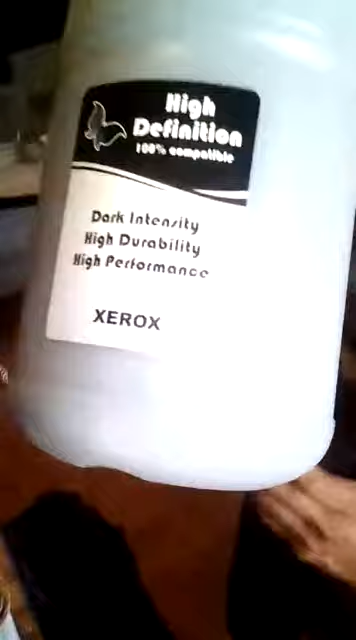 High
Definition
100% compatible
Dark Intensity
High Durability
High Performance
XEROX